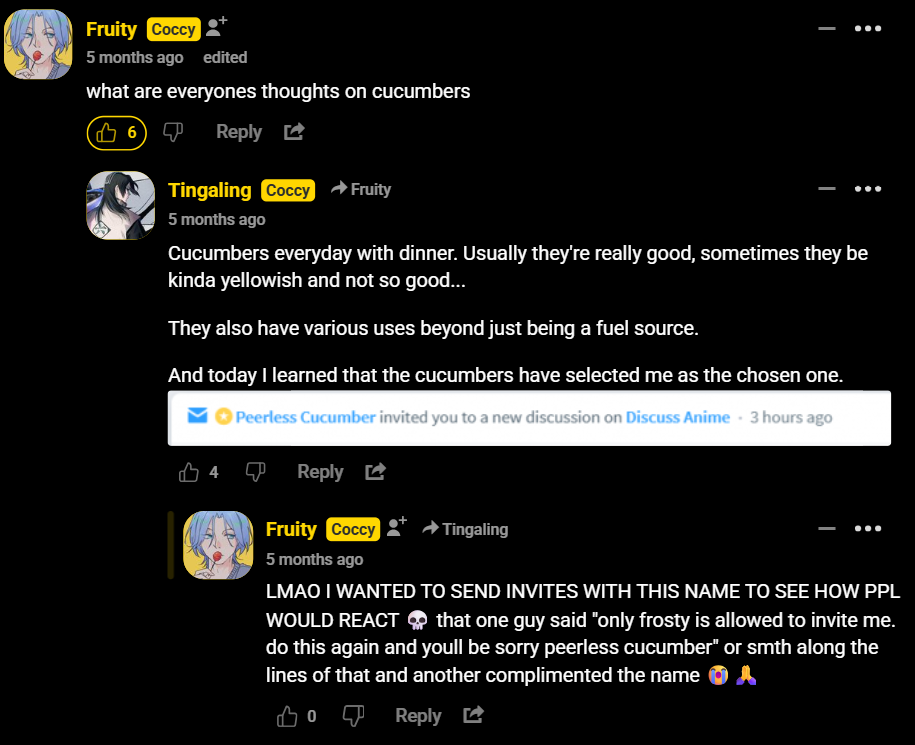 Fruity Coccy
5 months ago edited
what are everyones thoughts on cucumbers
6 Reply
Tingaling Coccy Fruity
5 months ago
Cucumbers everyday with dinner. Usually they're really good, sometimes they be
kinda yellowish and not so good...
They also have various uses beyond just being a fuel source.
And today I learned that the cucumbers have selected me as the chosen one.
Peerless Cucumber invited you to a new discussion on Discuss Anime · 3 hours ago
4 Reply
Fruity Coccy Tingaling
5 months ago
LMAO I WANTED TO SEND INVITES WITH THIS NAME TO SEE HOW PPL
WOULD REACT 💀 that one guy said "only frosty is allowed to invite me.
do this again and youll be sorry peerless cucumber" or smth along the
lines of that and another complimented the name 😭 🙏
0 Reply